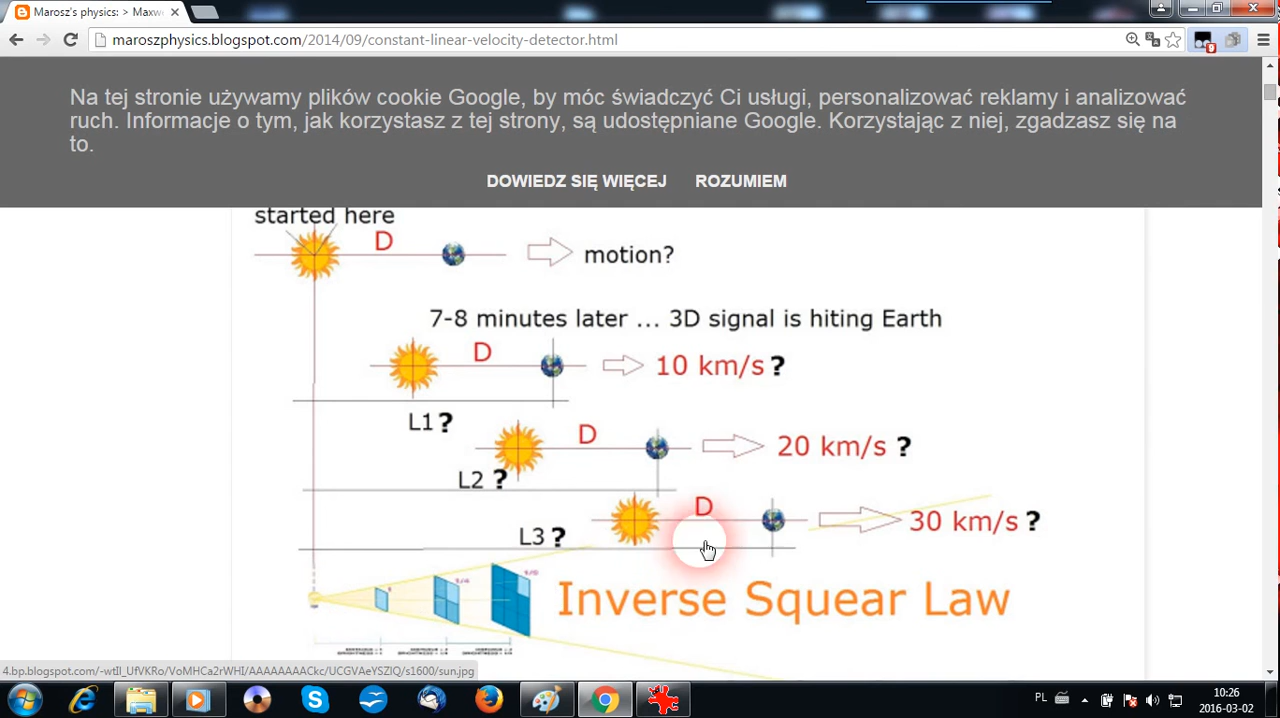 Marosz's physics: > Maxw
maroszphysics.blogspot.com/2014/09/constant-linear-velocity-detector.html
Na tej stronie używamy plików cookie Google, by móc świadczyć Ci usługi, personalizować reklamy i analizować
ruch. Informacje o tym, jak korzystasz z tej strony, są udostępniane Google. Korzystając z niej, zgadzasz się na
to.
DOWIEDZ SIĘ WIĘCEJ ROZUMIEM
started here
D
motion?
7-8 minutes later ... 3D signal is hiting Earth
D
10 km/s ?
L1 ?
D
20 km/s ?
L2 ?
D
30 km/s ?
L3 ?
Inverse Squear Law
4.bp.blogspot.com/-wtIl_UfVKRo/VoMHCa2rWHI/AAAAAAAACkc/UCGVAeYSZIQ/s1600/sun.jpg
PL
10:26
2016-03-02